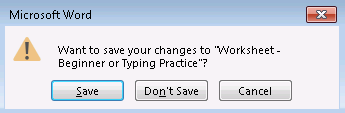 Microsoft Word
Want to save your changes to "Worksheet -
Beginner or Typing Practice"?
Save
Don't Save
Cancel